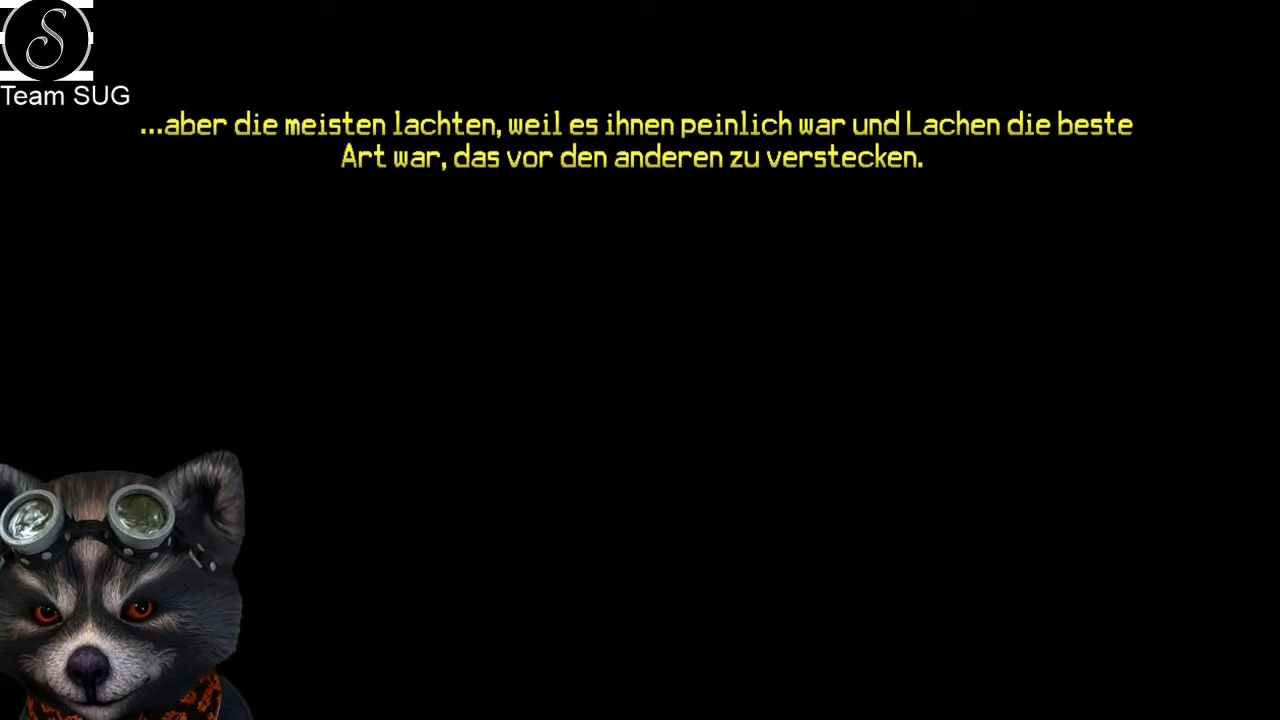 S
Team SUG
...aber die meisten lachten, weil es ihnen peinlich war und Lachen die beste
Art war, das vor den anderen zu verstecken.